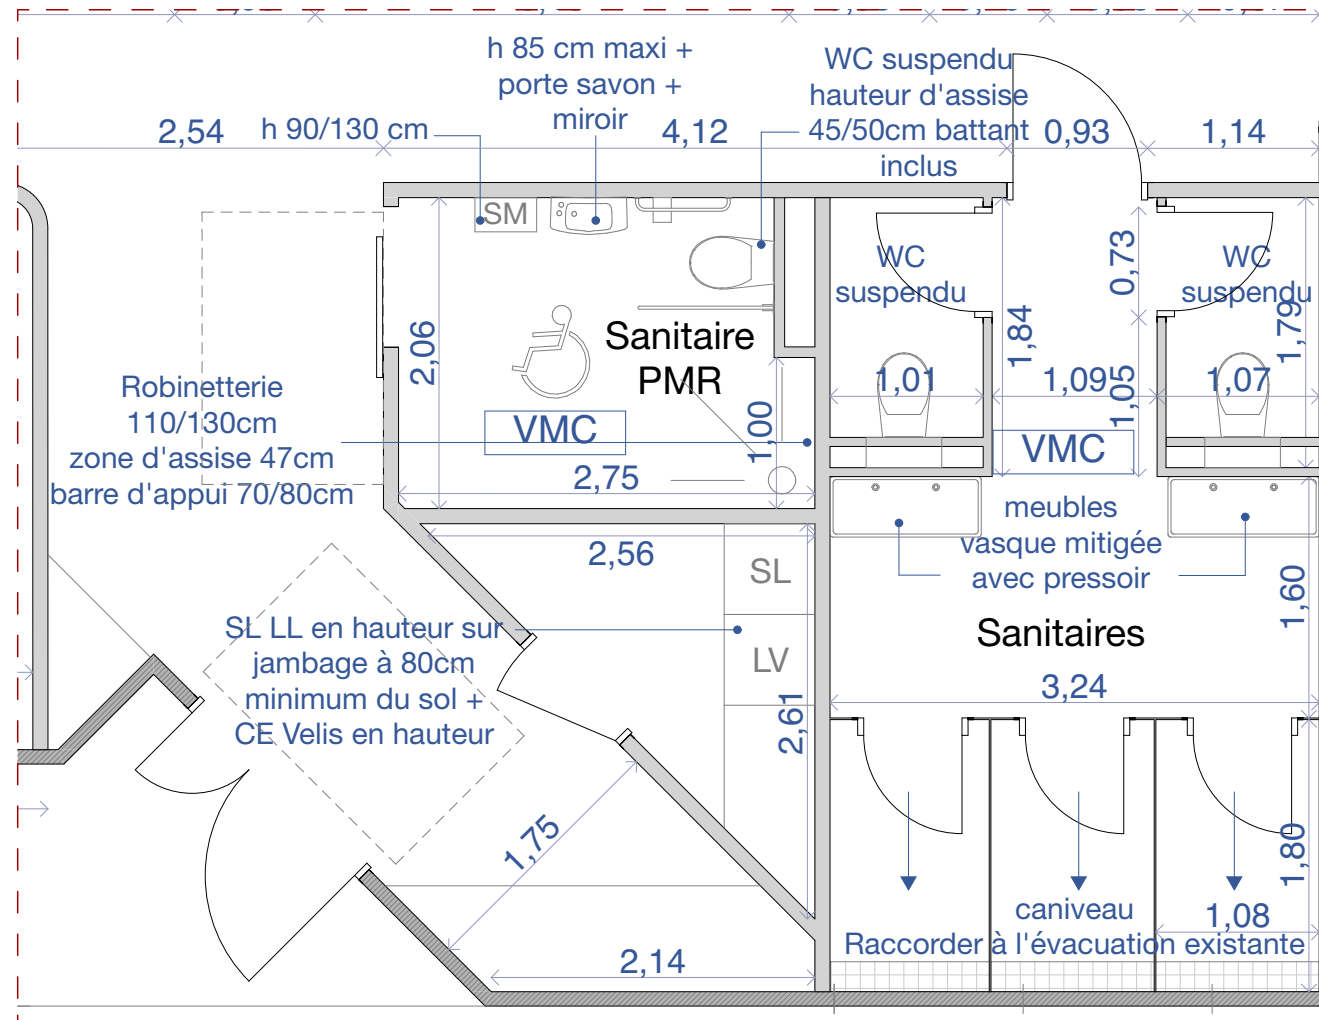 h 85 cm maxi +
porte savon +
miroir
WC suspendu
hauteur d'assise
45/50cm battant
inclus
2,54
h 90/130 cm
4,12
0,93
1,14
SM
WC
suspendu
0,73
WC
suspendu
1,84
1,79
2,06
Sanitaire
PMR
1,01
1,09
1,05
1,07
Robinetterie
110/130cm
zone d'assise 47cm
barre d'appui 70/80cm
VMC
1,00
2,75
VMC
meubles
vasque mitigée
avec pressoir
2,56
SL
LV
1,60
SL LL en hauteur sur
jambage à 80cm
minimum du sol +
CE Velis en hauteur
Sanitaires
3,24
2,61
1,75
1,80
caniveau
1,08
Raccorder à l'évacuation existante
2,14